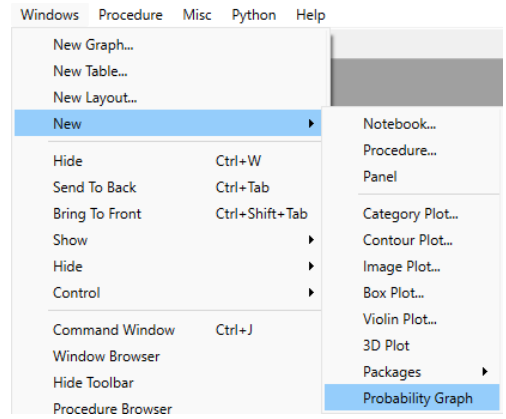 Windows Procedure Misc Python Help
New Graph...
New Table...
New Layout...
New
Hide Ctrl+W
Send To Back Ctrl+Tab
Bring To Front Ctrl+Shift+Tab
Show
Hide
Control
Command Window Ctrl+J
Window Browser
Hide Toolbar
Procedure Browser
Notebook...
Procedure...
Panel
Category Plot...
Contour Plot...
Image Plot...
Box Plot...
Violin Plot...
3D Plot
Packages
Probability Graph